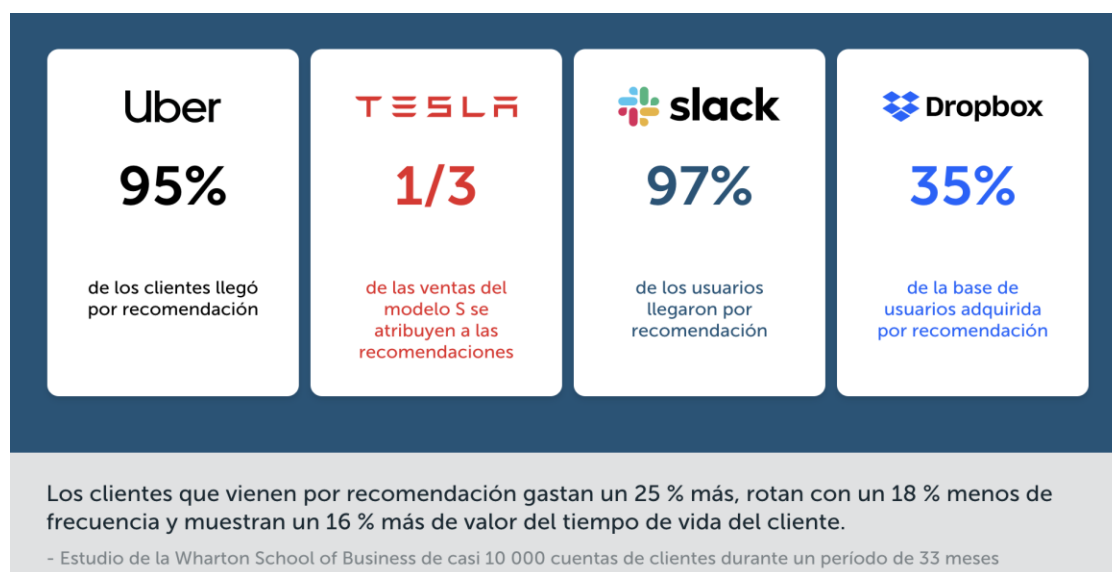 Uber
95%
de los clientes llegó
por recomendación
TESLA
1/3
de las ventas del
modelo S se
atribuyen a las
recomendaciones
slack
97%
de los usuarios
llegaron por
recomendación
Dropbox
35%
de la base de
usuarios adquirida
por recomendación
Los clientes que vienen por recomendación gastan un 25 % más, rotan con un 18 % menos de
frecuencia y muestran un 16 % más de valor del tiempo de vida del cliente.
- Estudio de la Wharton School of Business de casi 10 000 cuentas de clientes durante un período de 33 meses